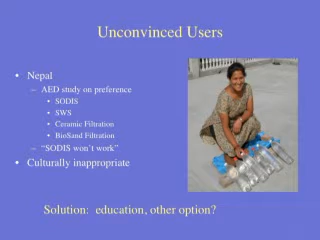 Unconvinced Users
• Nepal
– AED study on preference
• SODIS
• SWS
• Ceramic Filtration
• BioSand Filtration
– “SODIS won’t work”
• Culturally inappropriate
Solution: education, other option?